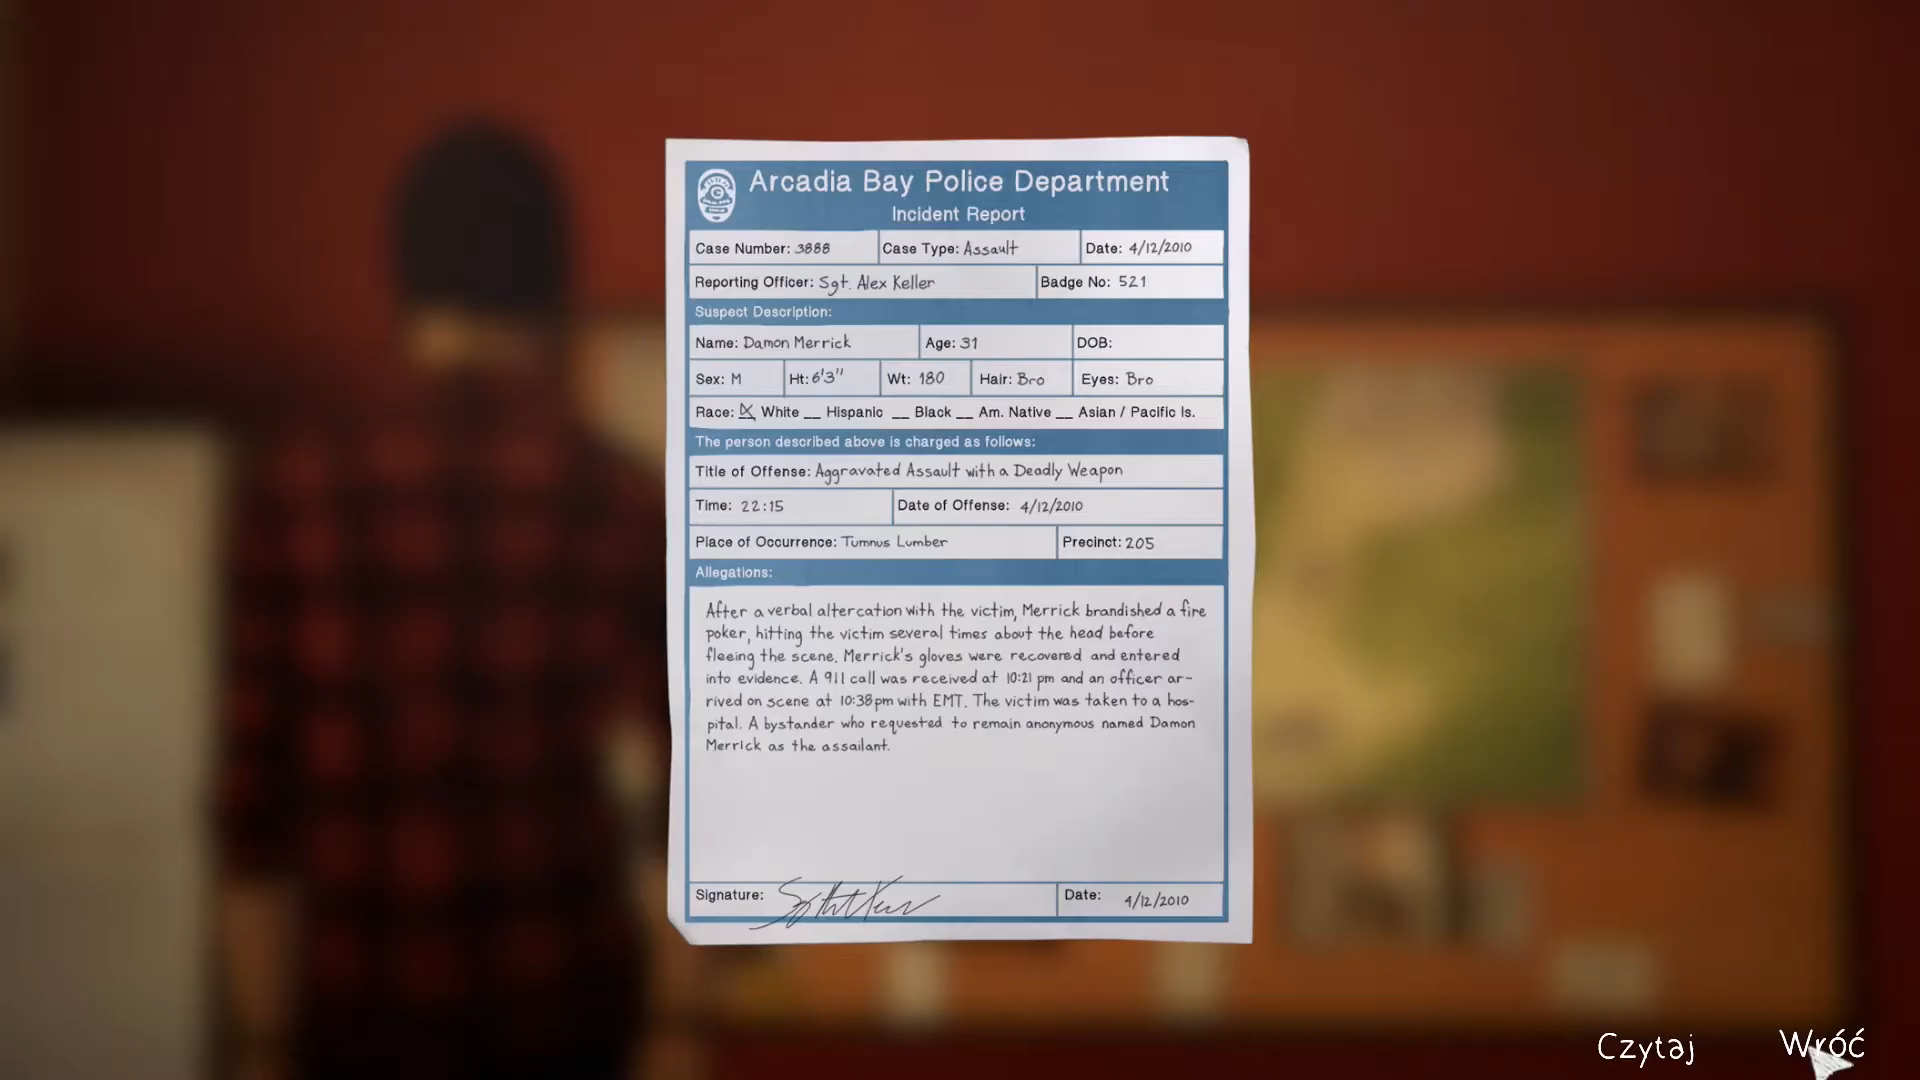 Arcadia Bay Police Department
Incident Report
Case Number: 3888 Case Type: Assault Date: 4/12/2010
Reporting Officer: Sgt. Alex Keller Badge No: 521
Suspect Description:
Name: Damon Merrick Age: 31 DOB:
Sex: M Ht: 6'3" Wt: 180 Hair: Bro Eyes: Bro
Race: X White __ Hispanic __ Black __ Am. Native __ Asian / Pacific Is.
The person described above is charged as follows:
Title of Offense: Aggravated Assault with a Deadly Weapon
Time: 22:15 Date of Offense: 4/12/2010
Place of Occurrence: Tumnus Lumber Precinct: 205
Allegations:
After a verbal altercation with the victim, Merrick brandished a fire
poker, hitting the victim several times about the head before
fleeing the scene. Merrick's gloves were recovered and entered
into evidence. A 911 call was received at 10:21 pm and an officer ar-
rived on scene at 10:38pm with EMT. The victim was taken to a hos-
pital. A bystander who requested to remain anonymous named Damon
Merrick as the assailant.
Signature: Date: 4/12/2010
Czytaj Wróć